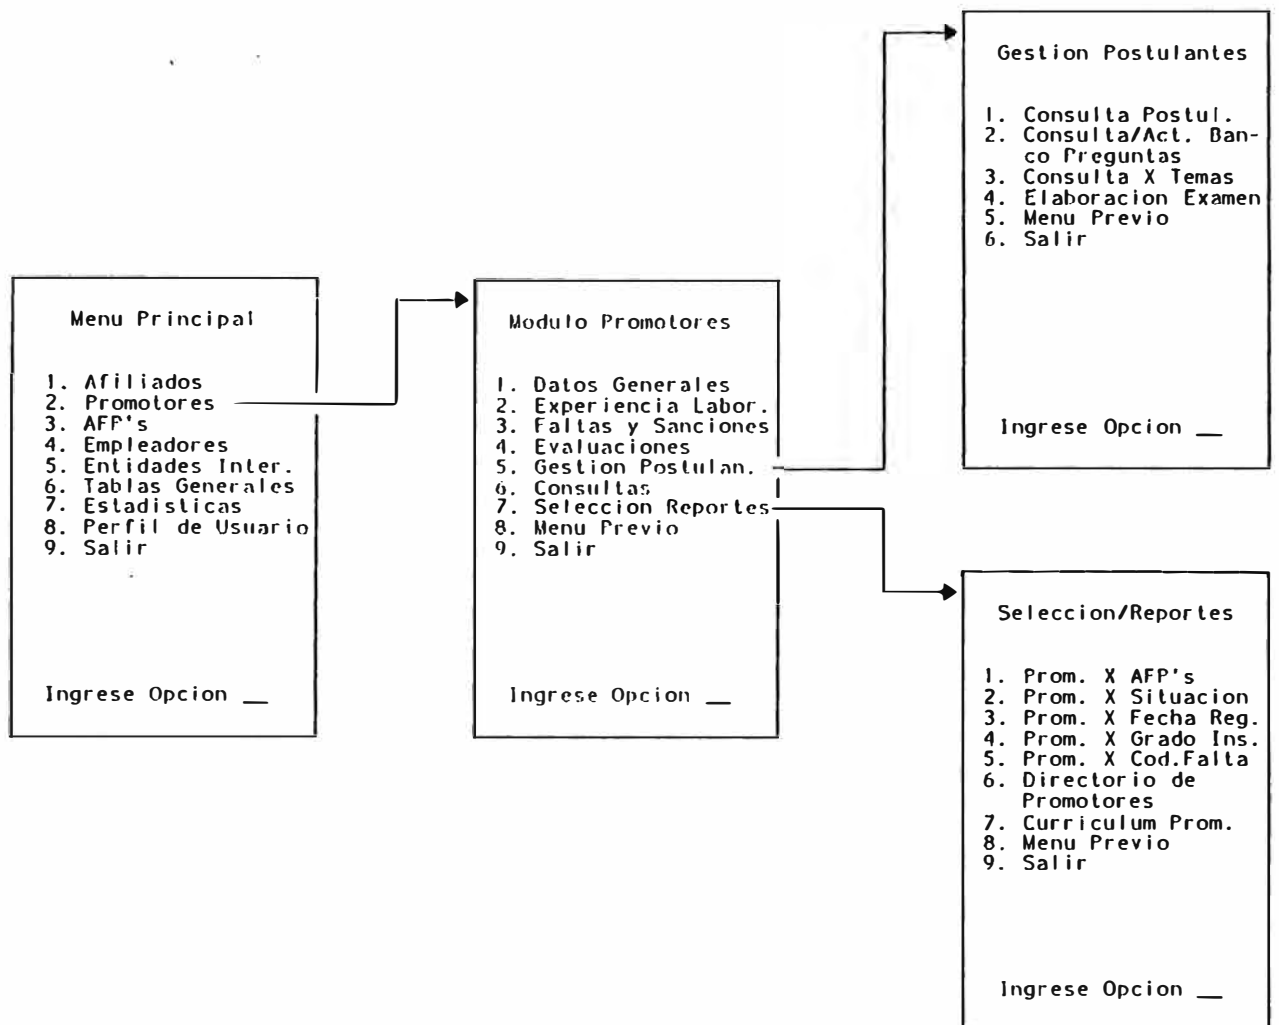 Menu Principal
1. Afiliados
2. Promotores
3. AFP's
4. Empleadores
5. Entidades Inter.
6. Tablas Generales
7. Estadisticas
8. Perfil de Usuario
9. Salir
Ingrese Opcion __
Modulo Promotores
1. Datos Generales
2. Experiencia Labor.
3. Faltas y Sanciones
4. Evaluaciones
5. Gestion Postulan.
6. Consultas
7. Seleccion Reportes
8. Menu Previo
9. Salir
Ingrese Opcion __
Gestion Postulantes
1. Consulta Postul.
2. Consulta/Act. Ban-
co Preguntas
3. Consulta X Temas
4. Elaboracion Examen
5. Menu Previo
6. Salir
Ingrese Opcion __
Seleccion/Reportes
1. Prom. X AFP's
2. Prom. X Situacion
3. Prom. X Fecha Reg.
4. Prom. X Grado Ins.
5. Prom. X Cod.Falta
6. Directorio de
Promotores
7. Curriculum Prom.
8. Menu Previo
9. Salir
Ingrese Opcion __